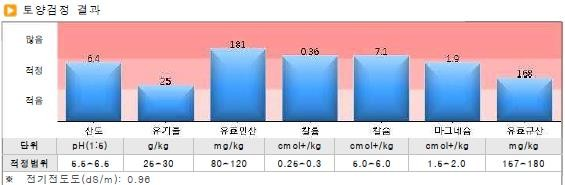 토양검정 결과
많음
적정
적음
6.4 25 181 0.36 7.1 1.9 168
산도 유기물 유효인산 칼륨 칼슘 마그네슘 유효규산
단위 pH(1:5) g/kg mg/kg cmol+/kg cmol+/kg cmol+/kg mg/kg
적정범위 5.5~6.5 25~30 80~120 0.25~0.3 5.0~6.0 1.5~2.0 157~180
※ 전기전도도(dS/m): 0.96